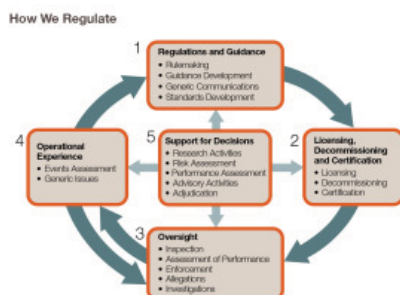 How We Regulate
1
Regulations and Guidance
• Rulemaking
• Guidance Development
• Generic Communications
• Standards Development
4
Operational
Experience
• Events Assessment
• Generic Issues
5
Support for Decisions
• Research Activities
• Risk Assessment
• Performance Assessment
• Advisory Activities
• Adjudication
2
Licensing,
Decommissioning
and Certification
• Licensing
• Decommissioning
• Certification
3
Oversight
• Inspection
• Assessment of Performance
• Enforcement
• Allegations
• Investigations